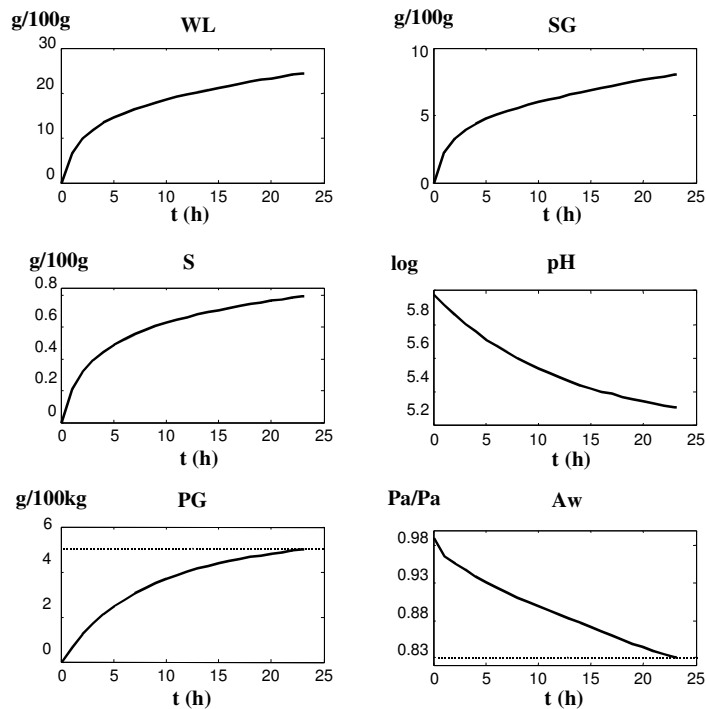 g/100g WL
30
20
10
0
0 5 10 15 20 25
t (h)
g/100g SG
10
5
0
0 5 10 15 20 25
t (h)
g/100g S
0.8
0.6
0.4
0.2
0
0 5 10 15 20 25
t (h)
log pH
5.8
5.6
5.4
5.2
0 5 10 15 20 25
t (h)
g/100kg PG
6
4
2
0
0 5 10 15 20 25
t (h)
Pa/Pa Aw
0.98
0.93
0.88
0.83
0 5 10 15 20 25
t (h)